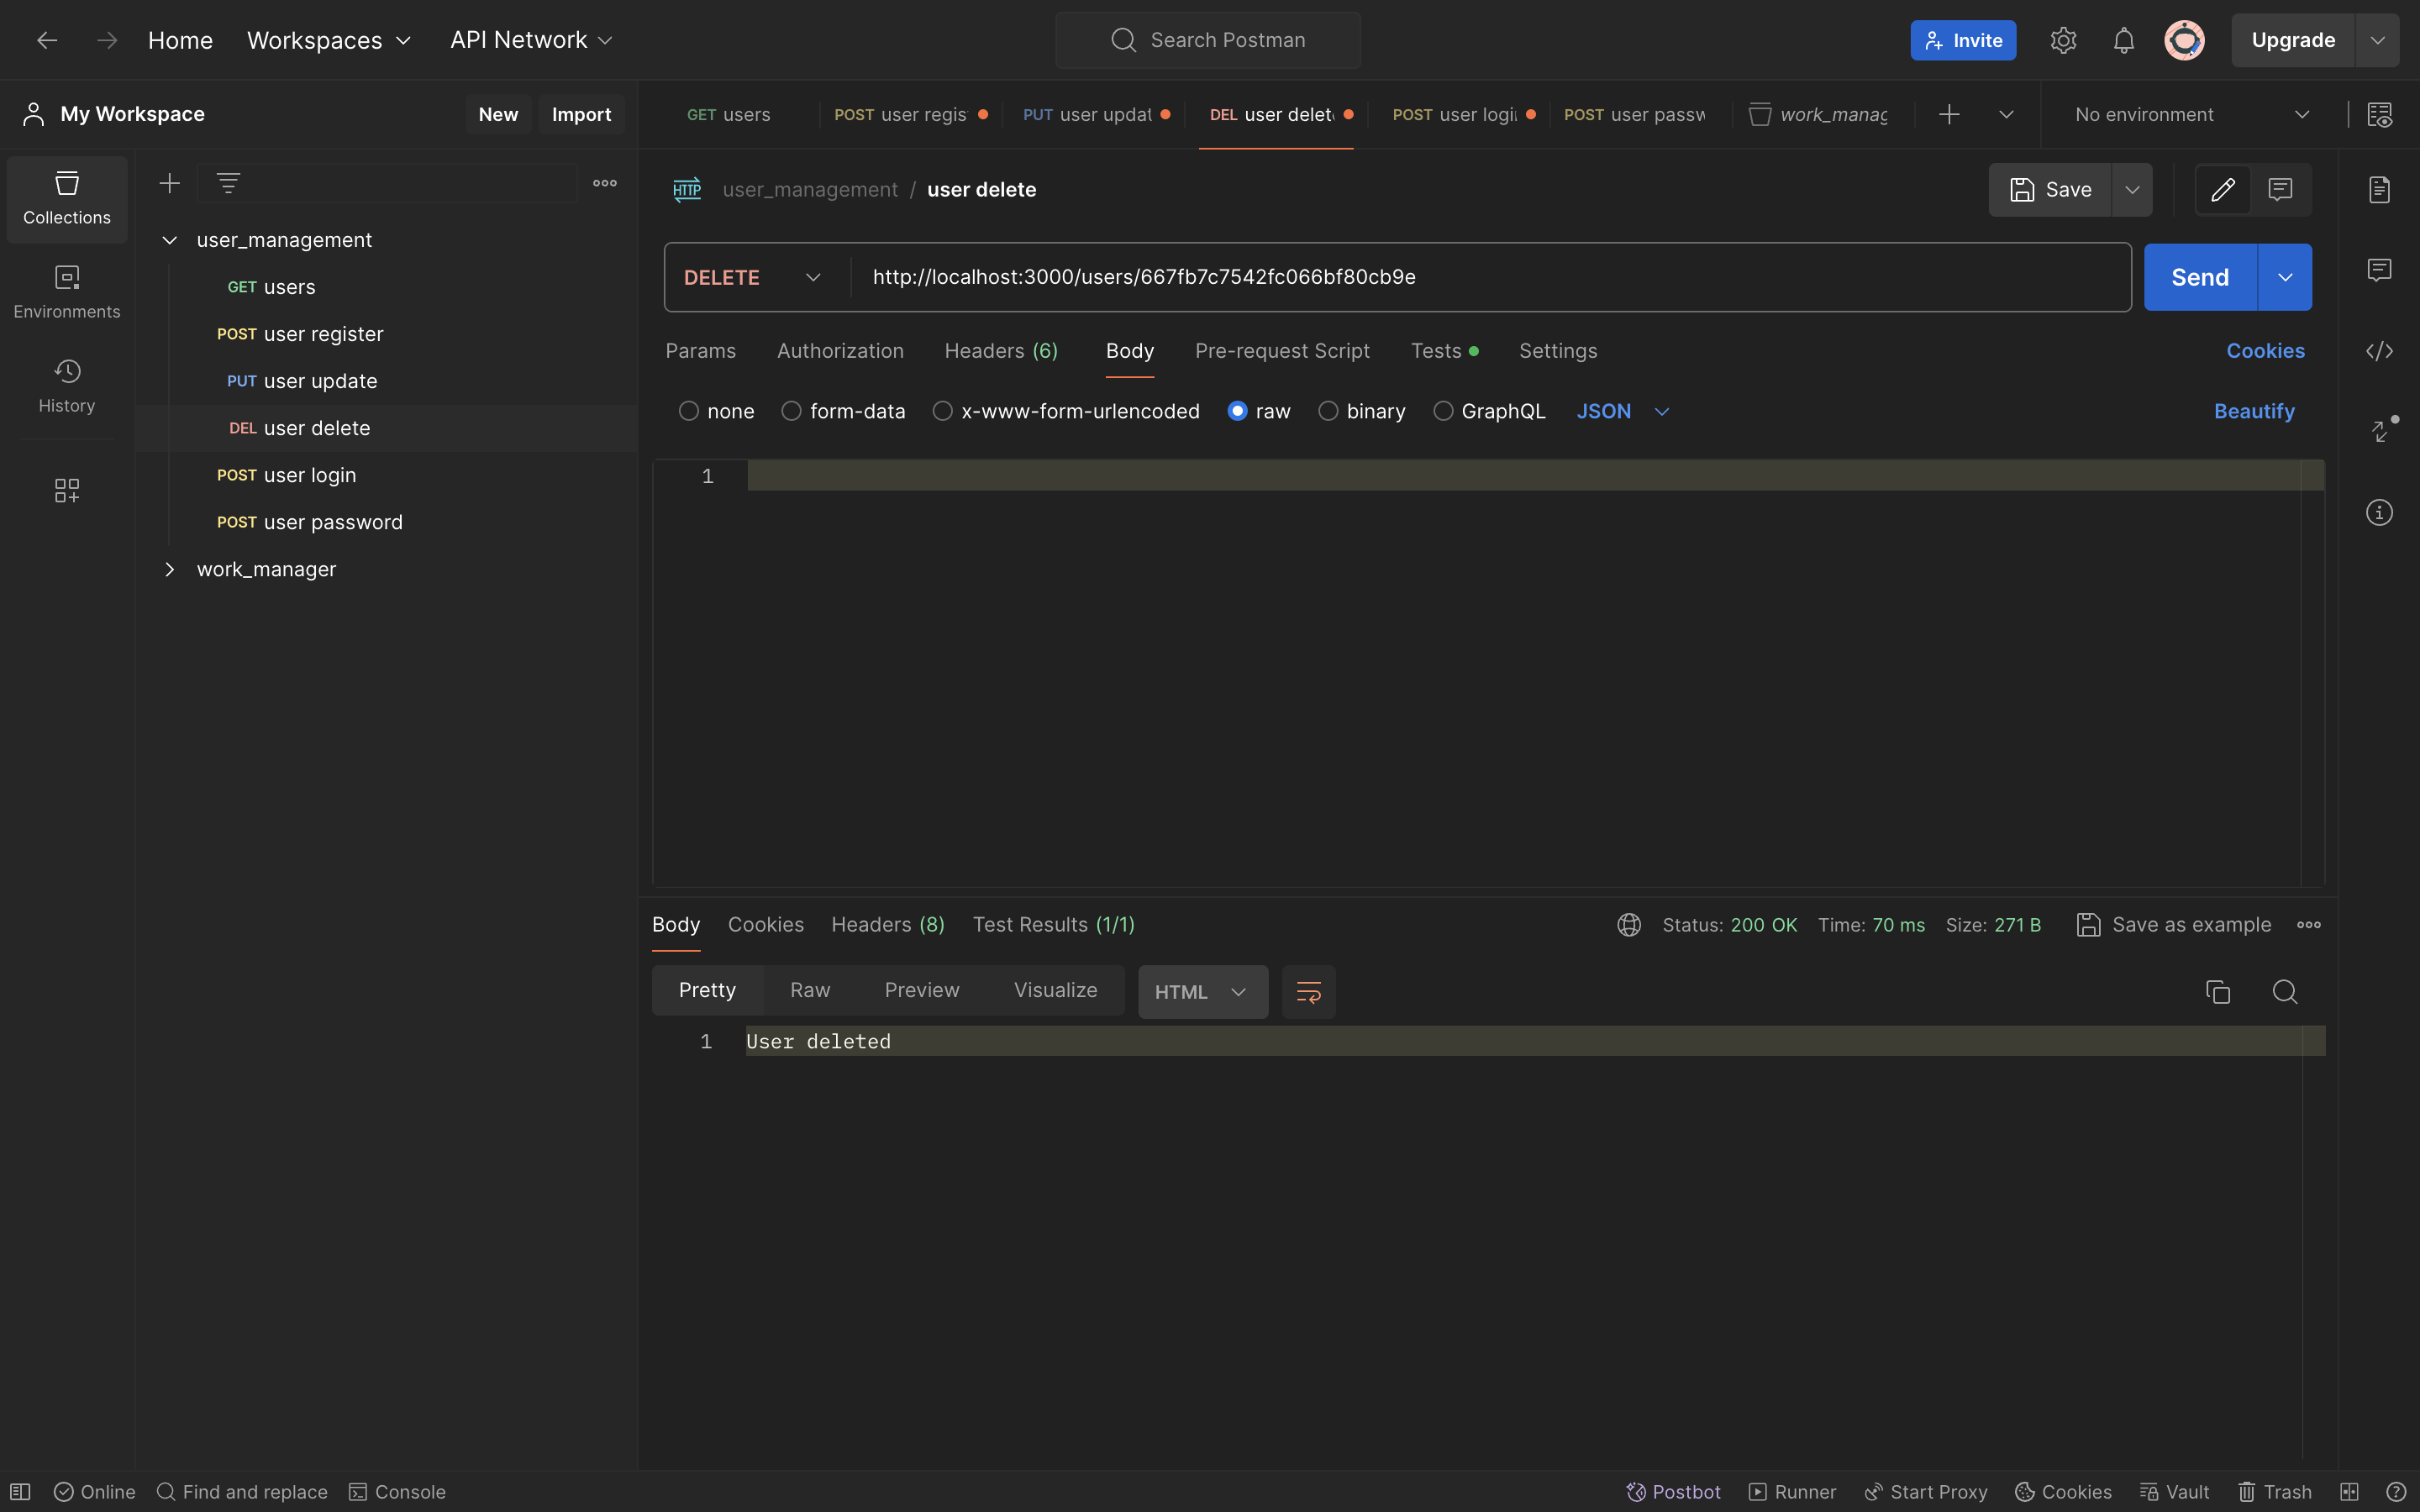 Home Workspaces API Network Search Postman Invite Upgrade
My Workspace New Import
GET users POST user regis PUT user updat DEL user delet POST user logi POST user passw work_manag No environment
Collections
Environments
History
user_management
GET users
POST user register
PUT user update
DEL user delete
POST user login
POST user password
work_manager
HTTP user_management / user delete Save
DELETE http://localhost:3000/users/667fb7c7542fc066bf80cb9e Send
Params Authorization Headers (6) Body Pre-request Script Tests Settings Cookies
none form-data x-www-form-urlencoded raw binary GraphQL JSON Beautify
1
Body Cookies Headers (8) Test Results (1/1) Status: 200 OK Time: 70 ms Size: 271 B Save as example
Pretty Raw Preview Visualize HTML
1 User deleted
Online Find and replace Console Postbot Runner Start Proxy Cookies Vault Trash